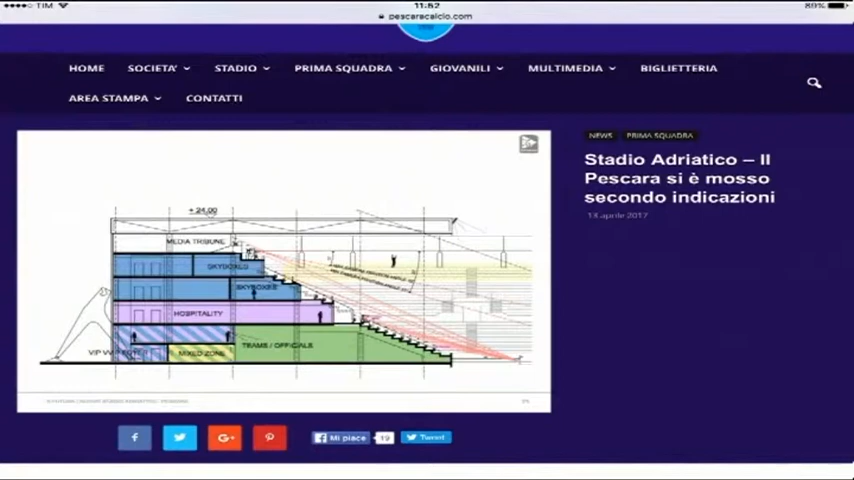 TIM
11:52
89%
pescaracalcio.com
HOME SOCIETA' STADIO PRIMA SQUADRA GIOVANILI MULTIMEDIA BIGLIETTERIA
AREA STAMPA CONTATTI
NEWS PRIMA SQUADRA
Stadio Adriatico – Il
Pescara si è mosso
secondo indicazioni
13 aprile 2017
+ 24,00
MEDIA TRIBUNE
SKYBOXES
SKYBOXES
HOSPITALITY
TEAMS / OFFICIALS
MIXED ZONE
Mi piace 19 Tweet